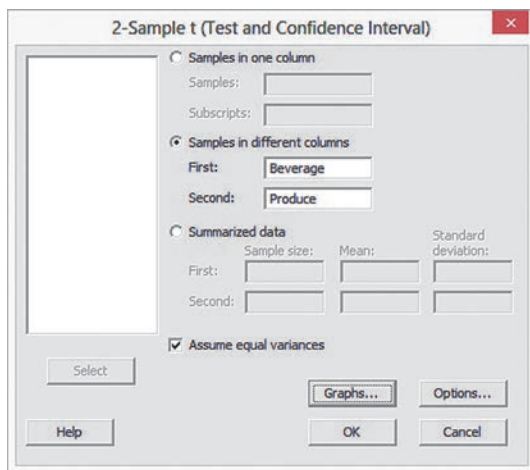 2-Sample t (Test and Confidence Interval)
Samples in one column
Samples:
Subscripts:
Samples in different columns
First: Beverage
Second: Produce
Summarized data
Sample size: Mean: Standard deviation:
First:
Second:
Assume equal variances
Select
Graphs... Options...
Help OK Cancel